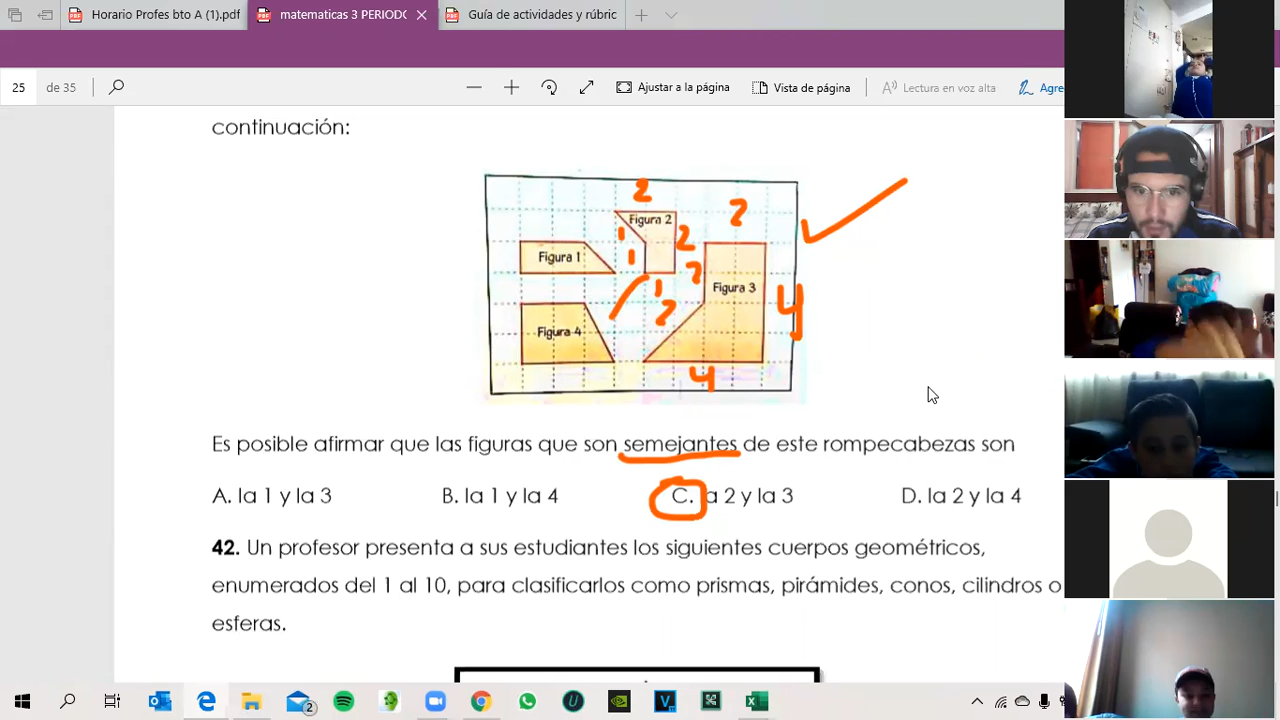 Horario Profes bto A (1).pdf
matematicas 3 PERIODO
Guía de actividades y rúbric
25
de 35
Ajustar a la página
Vista de página
Lectura en voz alta
Agre
continuación:
2
Figura 2
1
2
1
1
Figura 1
2
2
2
Figura 3
4
Figura 4
4
Es posible afirmar que las figuras que son semejantes de este rompecabezas son
A. la 1 y la 3
B. la 1 y la 4
C. la 2 y la 3
D. la 2 y la 4
42. Un profesor presenta a sus estudiantes los siguientes cuerpos geométricos,
enumerados del 1 al 10, para clasificarlos como prismas, pirámides, conos, cilindros o
esferas.
2